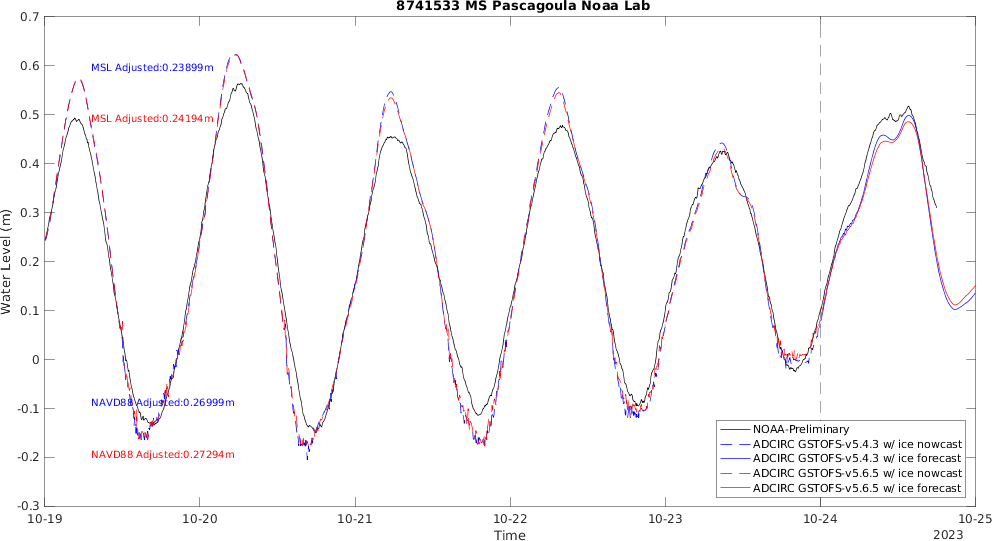 8741533 MS Pascagoula Noaa Lab
0.7
0.6
0.5
0.4
0.3
0.2
0.1
0
-0.1
-0.2
-0.3
Water Level (m)
MSL Adjusted:0.23899m
MSL Adjusted:0.24194m
NAVD88 Adjusted:0.26999m
NAVD88 Adjusted:0.27294m
NOAA-Preliminary
ADCIRC GSTOFS-v5.4.3 w/ ice nowcast
ADCIRC GSTOFS-v5.4.3 w/ ice forecast
ADCIRC GSTOFS-v5.6.5 w/ ice nowcast
ADCIRC GSTOFS-v5.6.5 w/ ice forecast
10-19 10-20 10-21 10-22 10-23 10-24 10-25
Time
2023